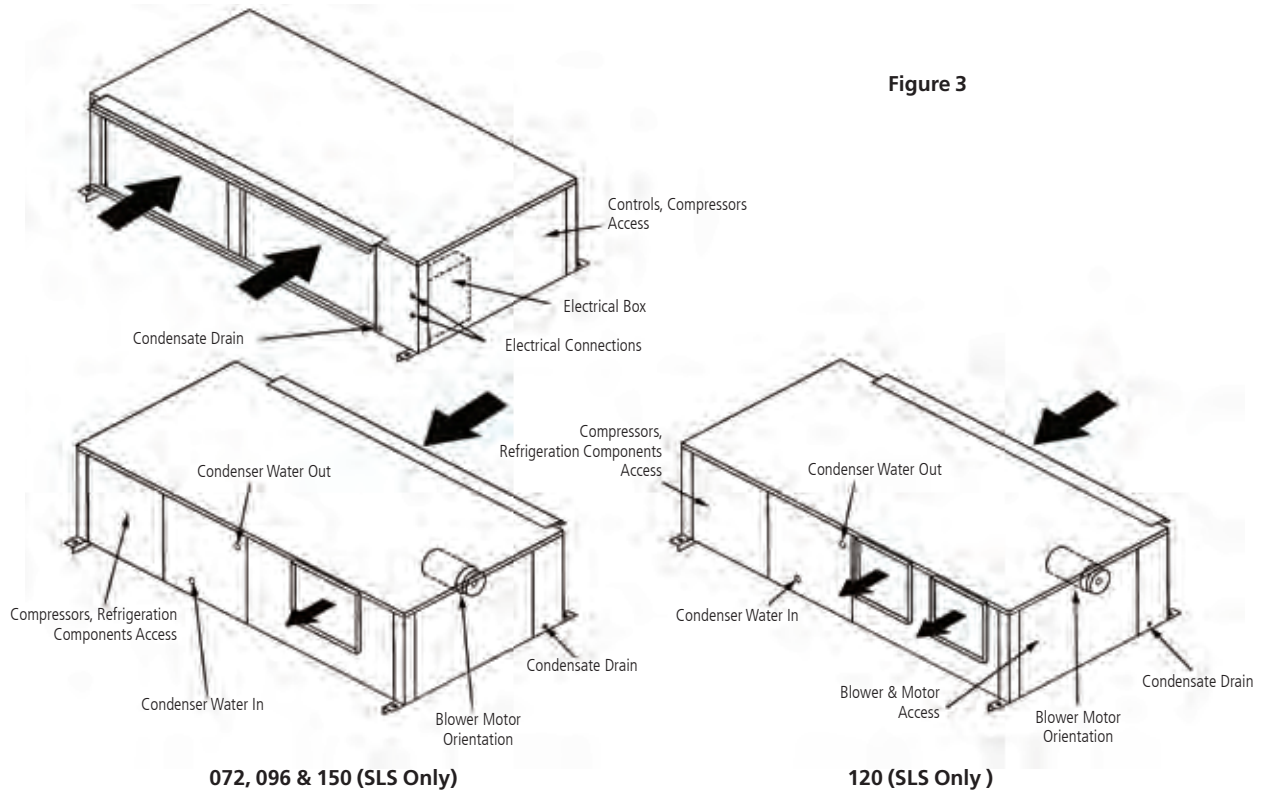 Figure 3
Controls, Compressors
Access
Electrical Box
Electrical Connections
Condensate Drain
Condenser Water Out
Compressors, Refrigeration
Components Access
Condenser Water In
Blower Motor
Orientation
Condensate Drain
072, 096 & 150 (SLS Only)
Compressors,
Refrigeration Components
Access
Condenser Water Out
Condenser Water In
Blower & Motor
Access
Blower Motor
Orientation
Condensate Drain
120 (SLS Only )